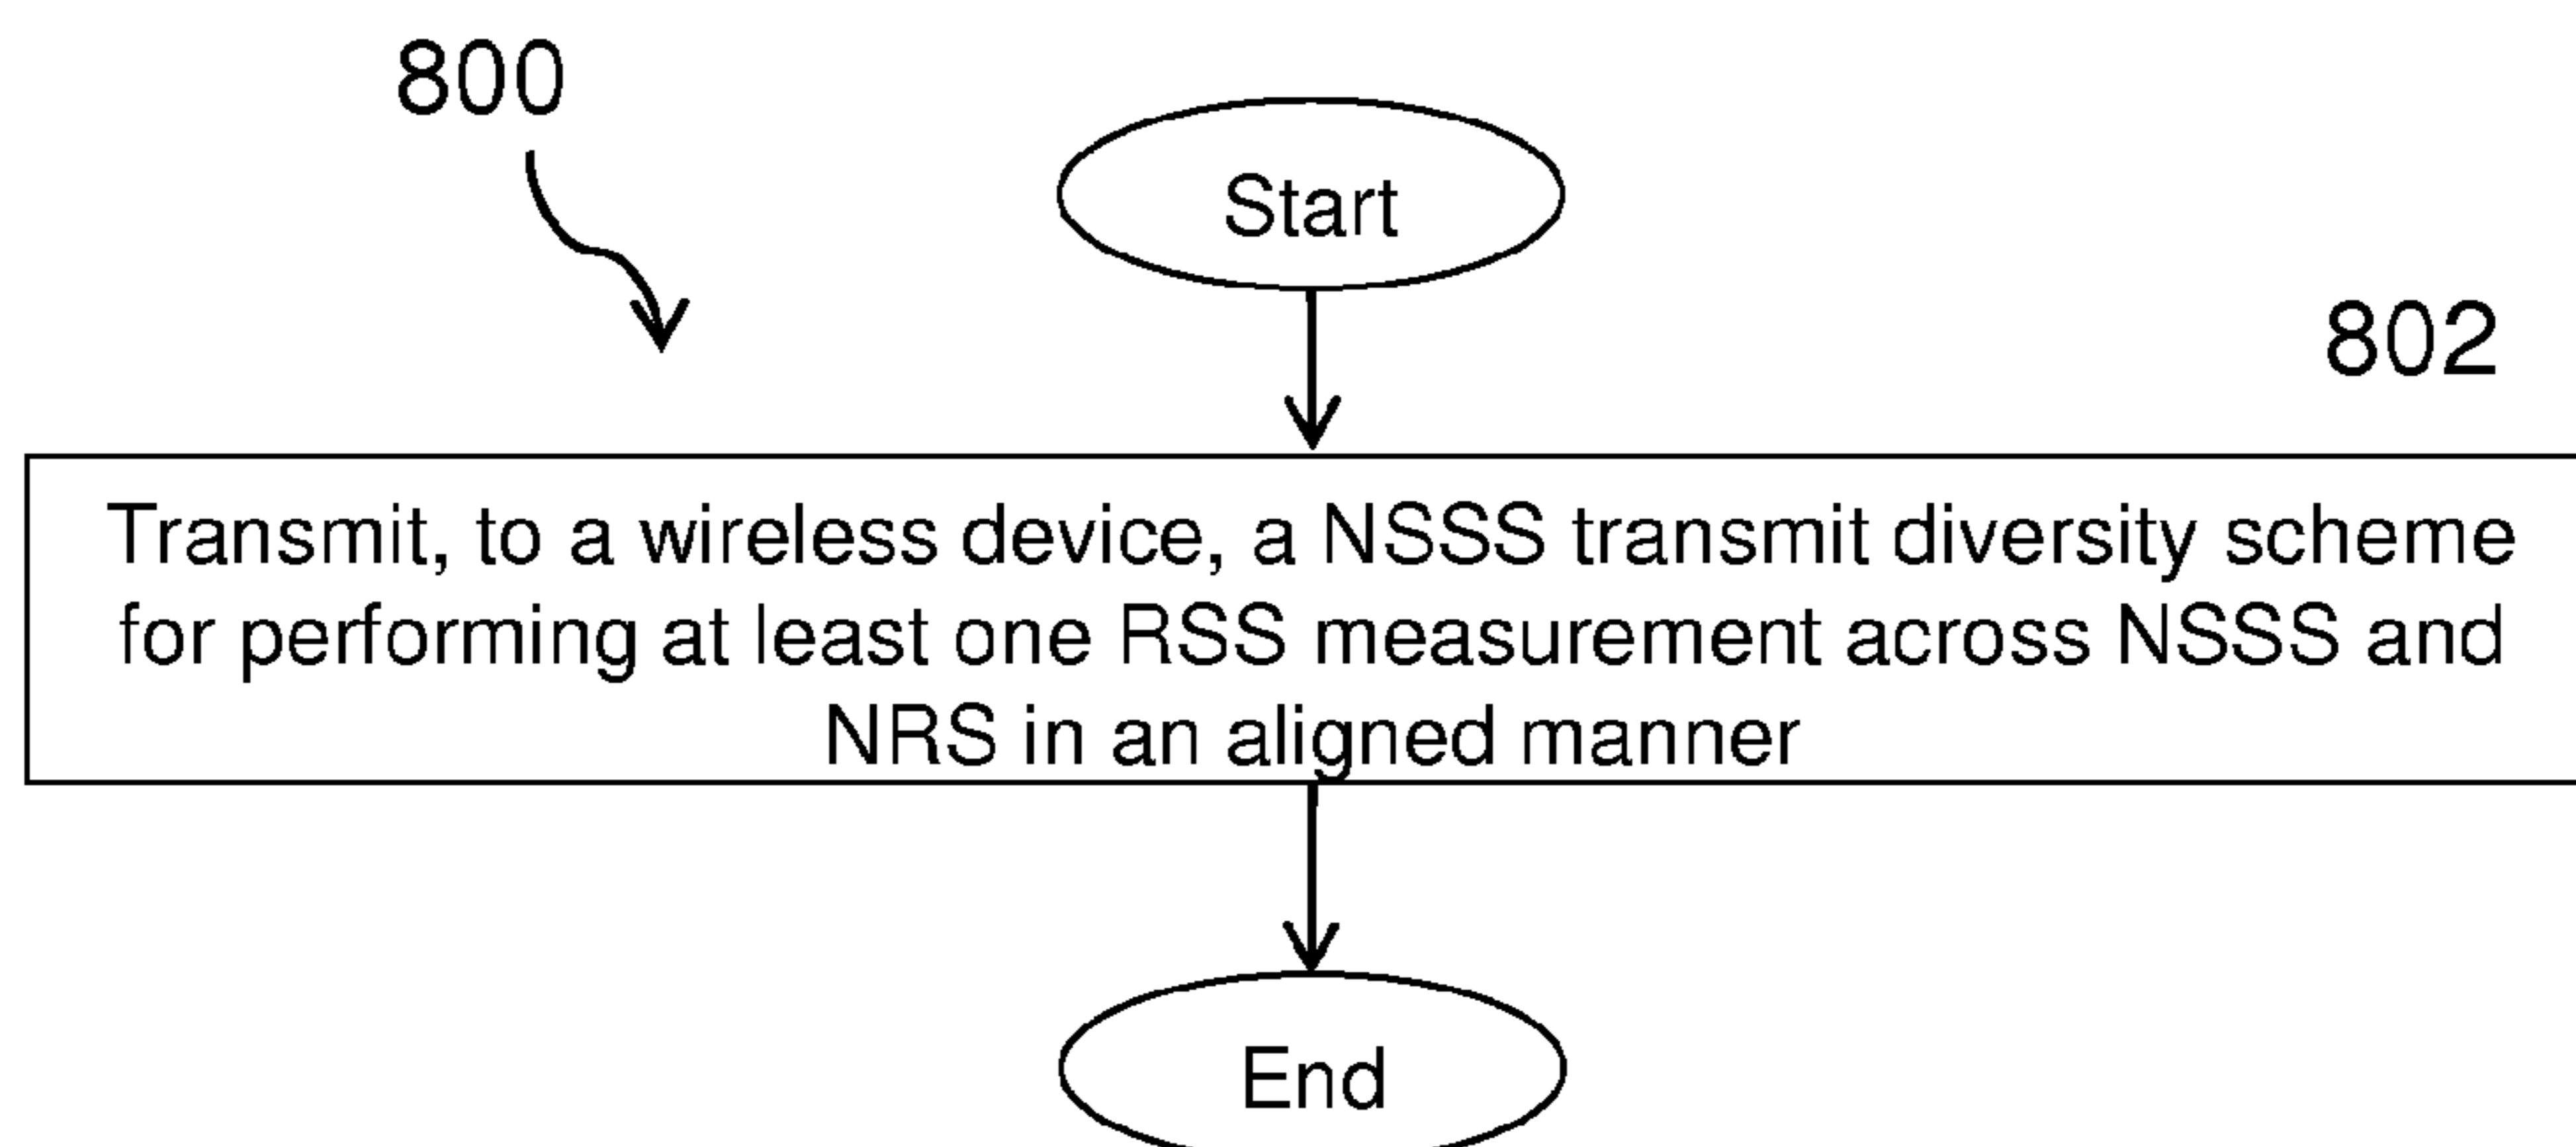 800
Start
802
Transmit, to a wireless device, a NSSS transmit diversity scheme
for performing at least one RSS measurement across NSSS and
NRS in an aligned manner
End